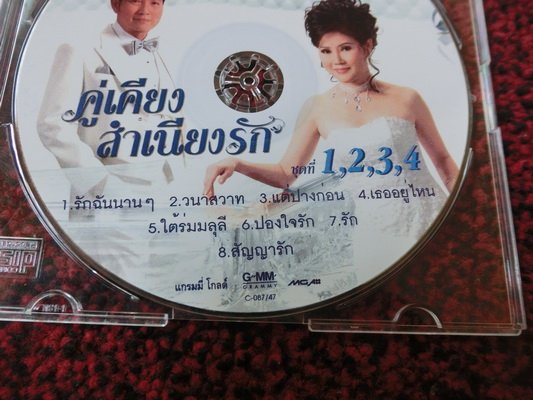 คู่เคียง
สำเนียงรัก
ชุดที่ 1,2,3,4
1.รักฉันนานๆ 2.วนาสวาท 3.แต่ปางก่อน 4.เธออยู่ไหน
5.ใต้ร่มมลุลี 6.ปองใจรัก 7.รัก
8.สัญญารัก
แกรมมี่ โกลด์ GMM GRAMMY MGA
C-087/47